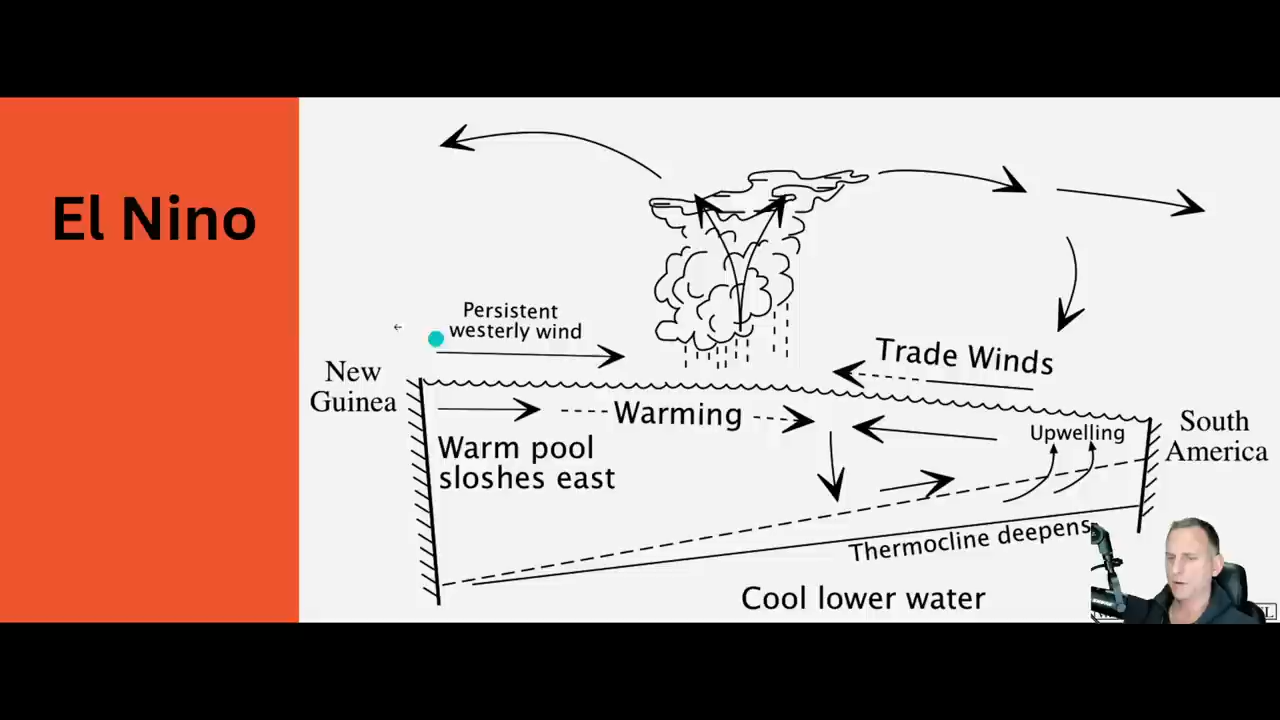 El Nino
Persistent
westerly wind
New
Guinea
Trade Winds
Warming
Warm pool
sloshes east
Upwelling
South
America
Thermocline deepens
Cool lower water